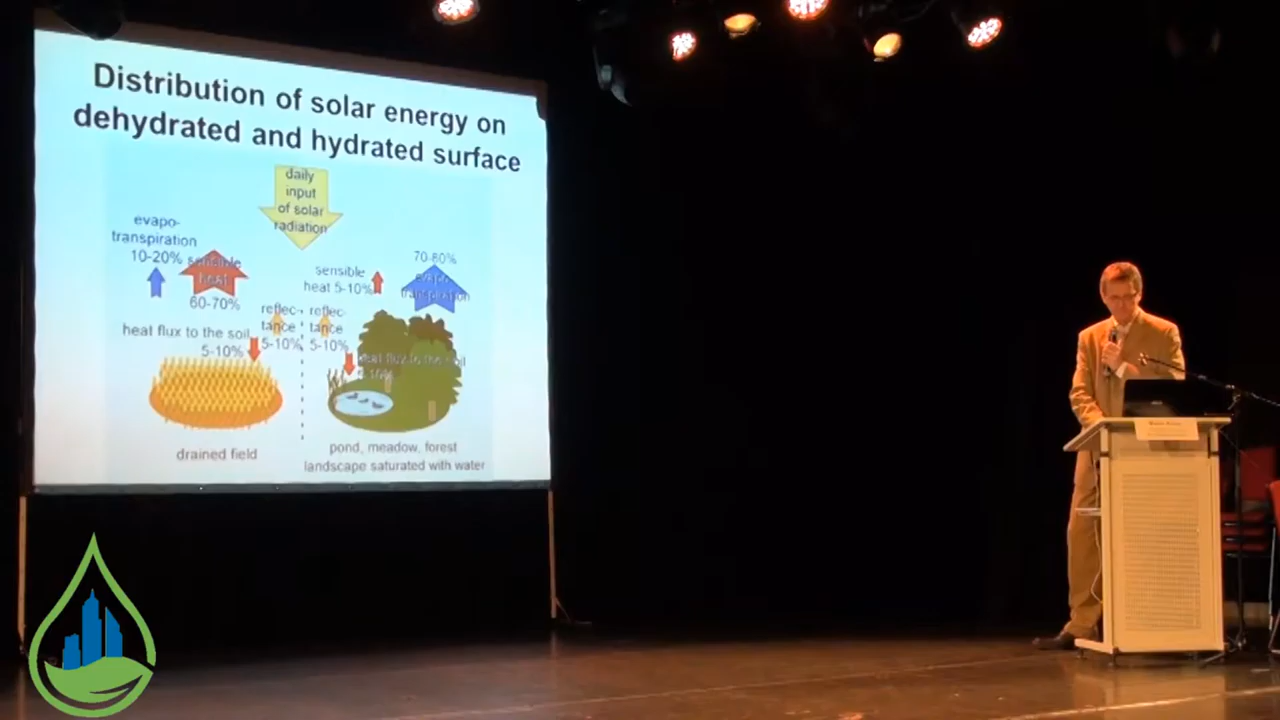 Distribution of solar energy on
dehydrated and hydrated surface
daily
input
of solar
radiation
evapo-
transpiration
10-20%
sensible
heat
60-70%
sensible
heat 5-10%
70-80%
evapo-
transpiration
reflec-
tance
5-10%
reflec-
tance
5-10%
heat flux to the soil
5-10%
heat flux to the soil
5-10%
drained field
pond, meadow, forest
landscape saturated with water